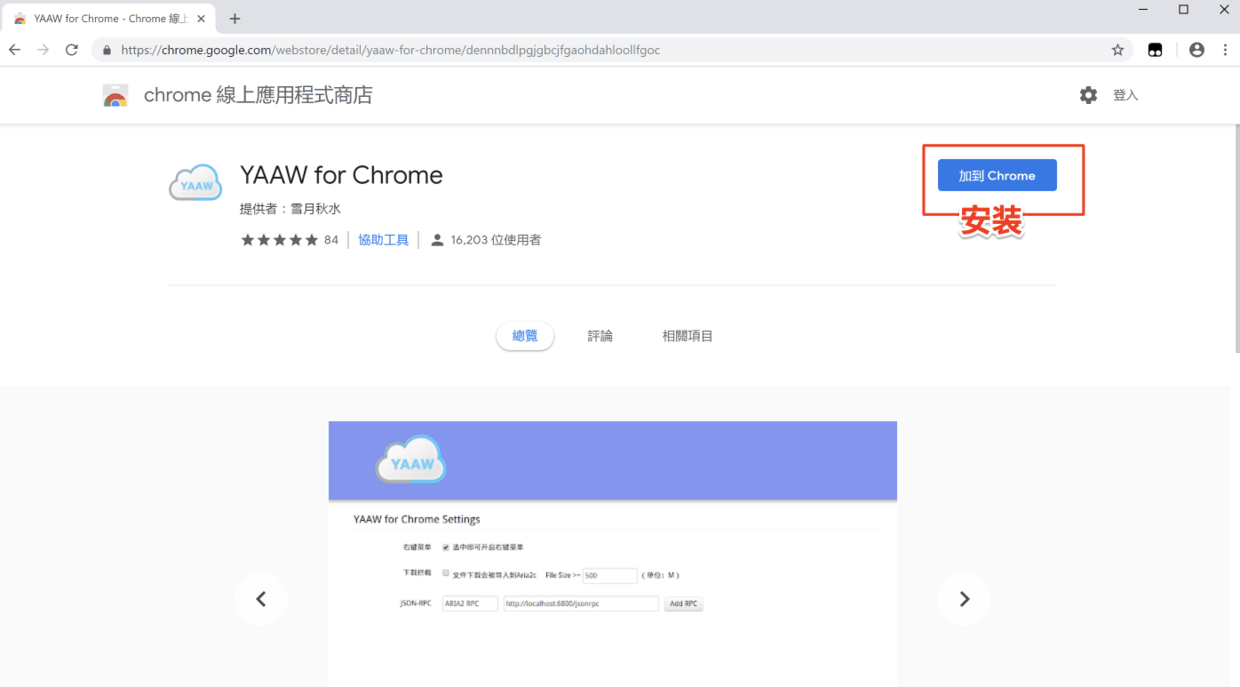 YAAW for Chrome - Chrome 線上
https://chrome.google.com/webstore/detail/yaaw-for-chrome/dennnbdlpgjgbcjfgaohdahloollfgoc
chrome 線上應用程式商店
登入
YAAW
YAAW for Chrome
加到 Chrome
安装
提供者：雪月秋水
84
協助工具
16,203 位使用者
總覽
評論
相關項目
YAAW
YAAW for Chrome Settings
右键菜单 选中即可开启右键菜单
下载拦截 文件下载会被导入到Aria2c File Size >= 500 ( 单位：M )
JSON-RPC ARIA2 RPC http://localhost:6800/jsonrpc Add RPC